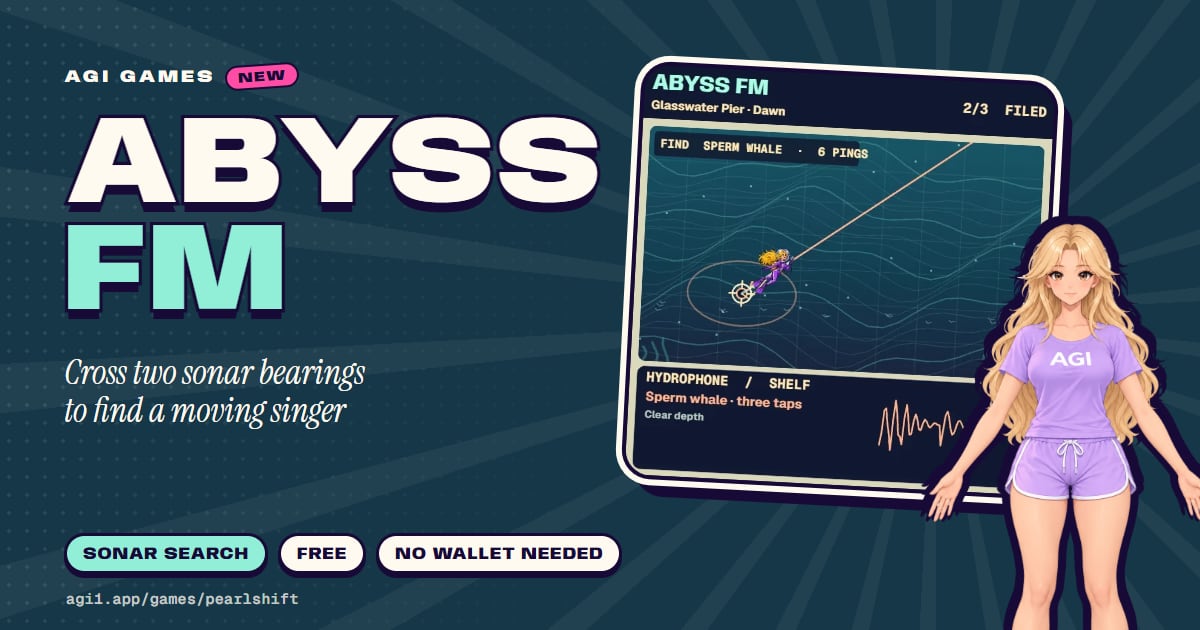 AGI GAMES NEW
ABYSS
FM
Cross two sonar bearings
to find a moving singer
SONAR SEARCH FREE NO WALLET NEEDED
agi1.app/games/pearlshift
ABYSS FM
Glasswater Pier · Dawn
2/3 FILED
FIND SPERM WHALE · 6 PINGS
HYDROPHONE / SHELF
Sperm whale · three taps
Clear depth
AGI